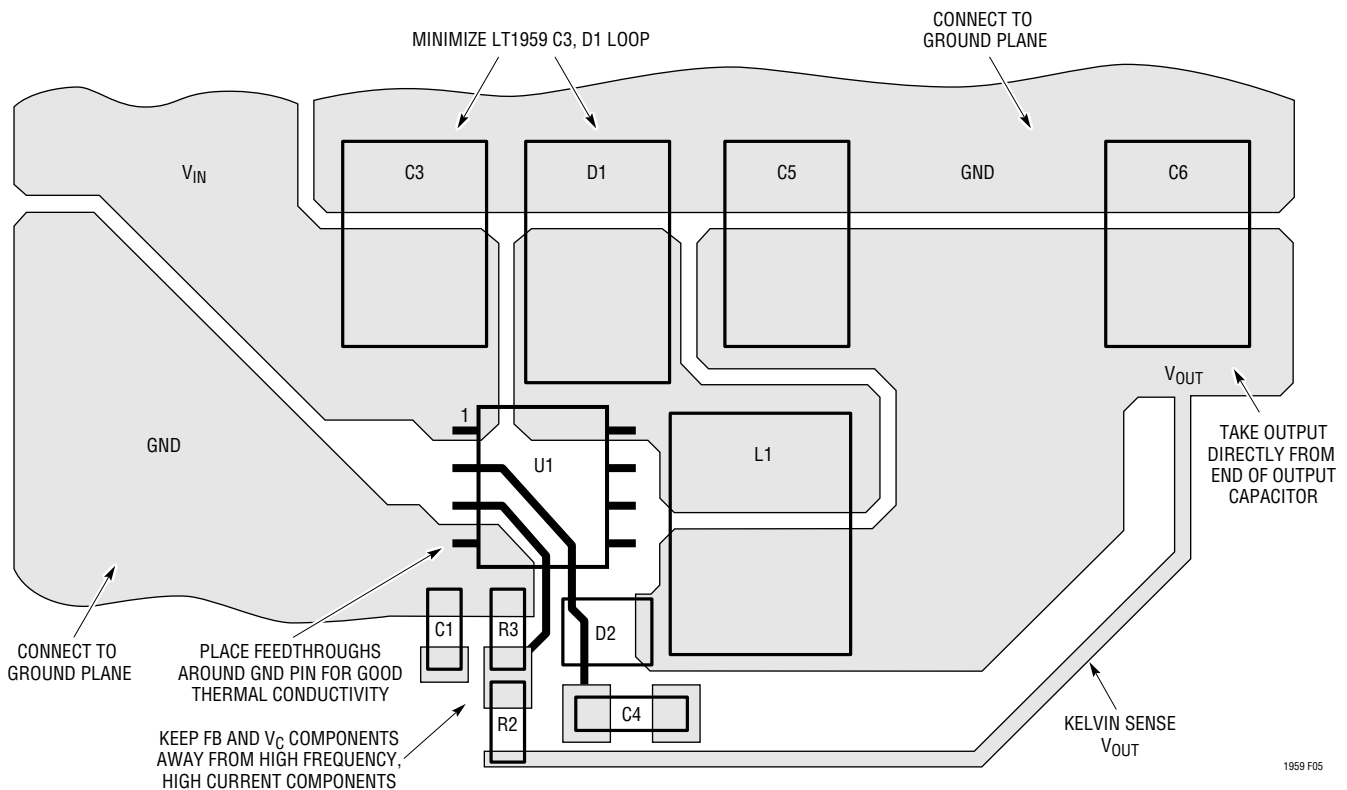 CONNECT TO
GROUND PLANE
MINIMIZE LT1959 C3, D1 LOOP
VIN
C3
D1
C5
GND
C6
VOUT
1
GND
U1
L1
TAKE OUTPUT
DIRECTLY FROM
END OF OUTPUT
CAPACITOR
C1
R3
D2
CONNECT TO
GROUND PLANE
PLACE FEEDTHROUGHS
AROUND GND PIN FOR GOOD
THERMAL CONDUCTIVITY
R2
C4
KELVIN SENSE
VOUT
KEEP FB AND VC COMPONENTS
AWAY FROM HIGH FREQUENCY,
HIGH CURRENT COMPONENTS
1959 F05